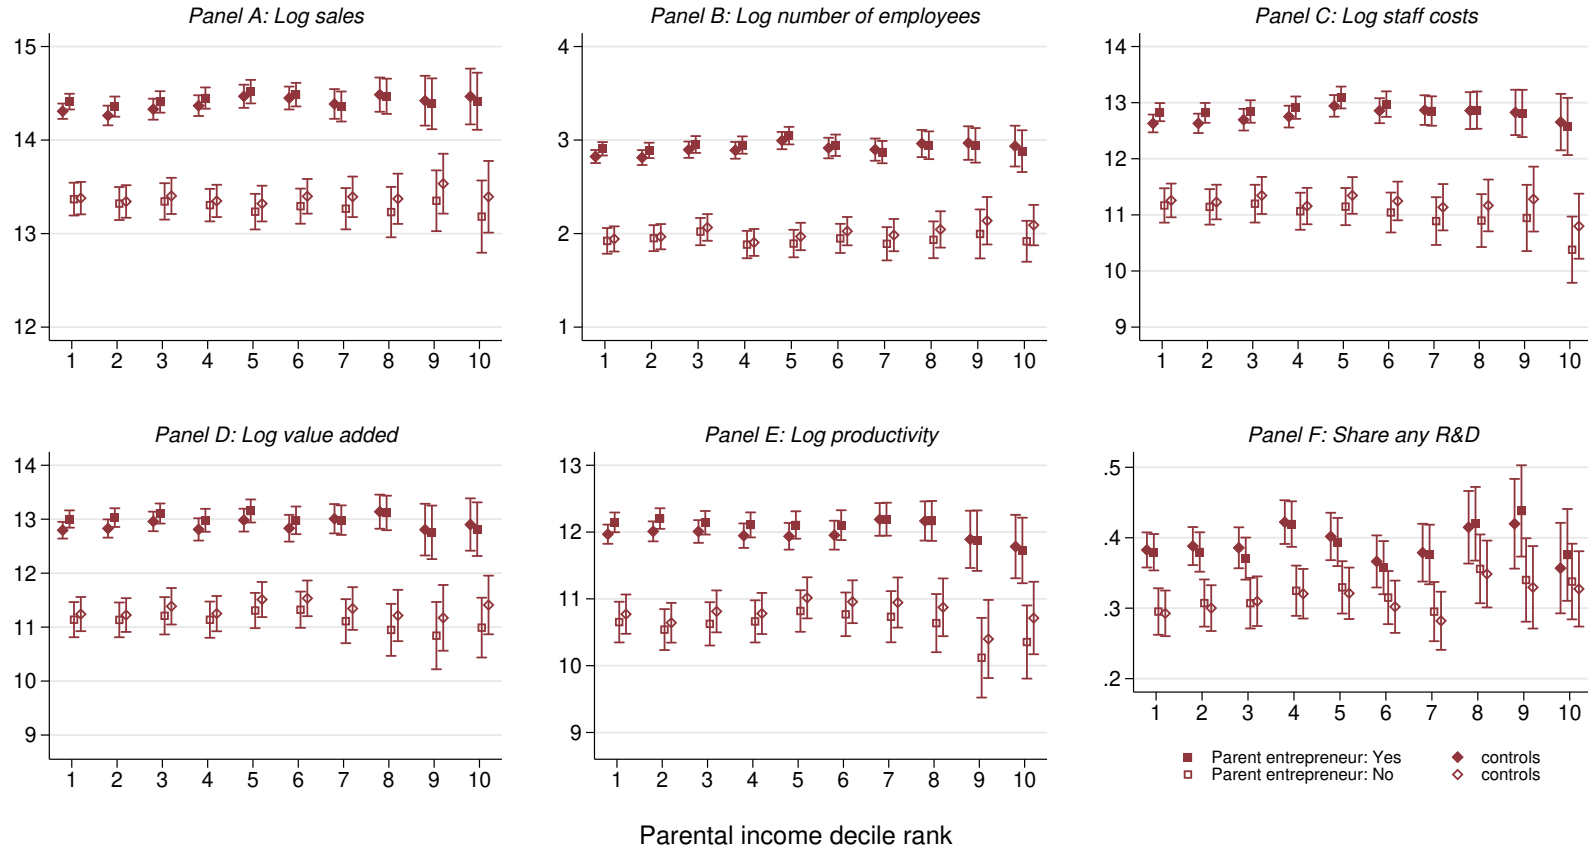 Panel A: Log sales
15
14
13
12
1 2 3 4 5 6 7 8 9 10
Panel B: Log number of employees
4
3
2
1
1 2 3 4 5 6 7 8 9 10
Panel C: Log staff costs
14
13
12
11
10
9
1 2 3 4 5 6 7 8 9 10
Panel D: Log value added
14
13
12
11
10
9
1 2 3 4 5 6 7 8 9 10
Panel E: Log productivity
13
12
11
10
9
1 2 3 4 5 6 7 8 9 10
Panel F: Share any R&D
.5
.4
.3
.2
1 2 3 4 5 6 7 8 9 10
Parent entrepreneur: Yes controls
Parent entrepreneur: No controls
Parental income decile rank